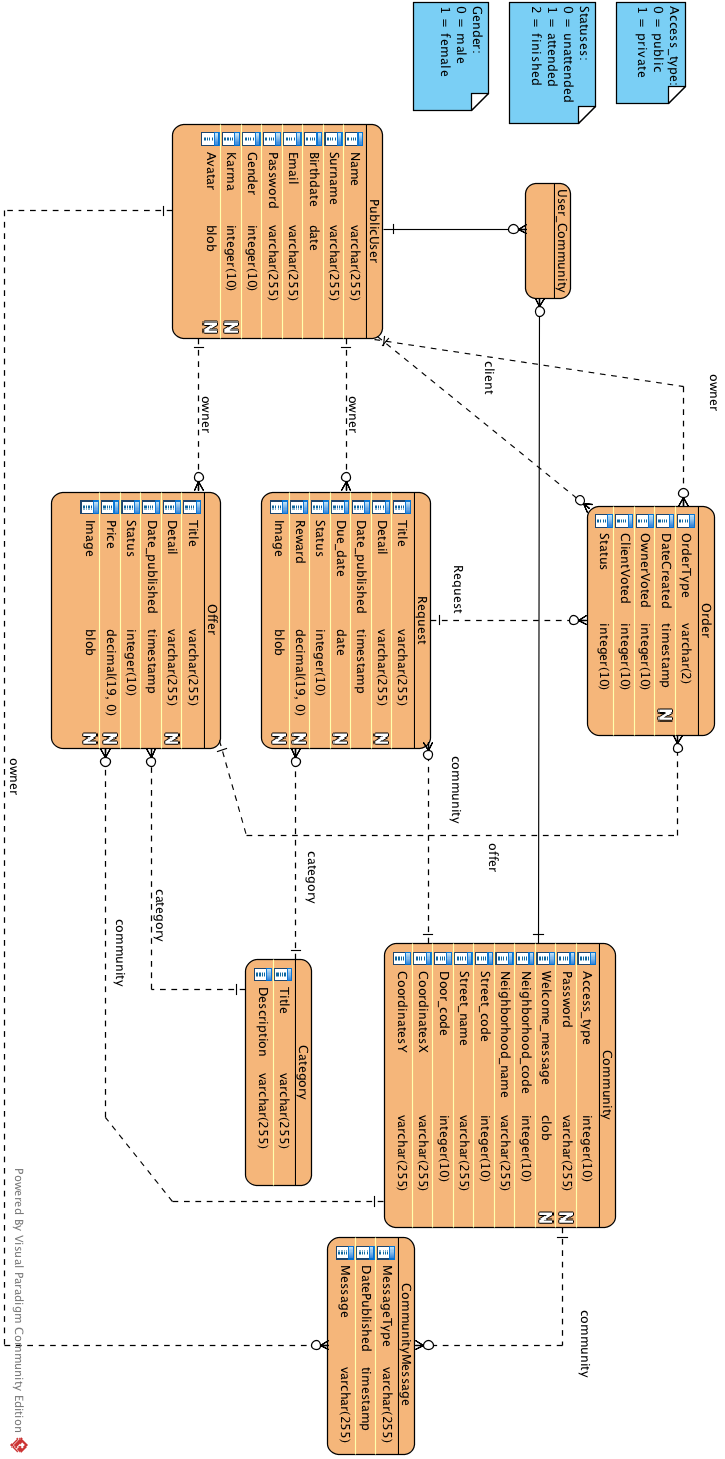 Access_type:
0 = public
1 = private
Statuses:
0 = unattended
1 = attended
2 = finished
Gender:
0 = male
1 = female
User_Community
PublicUser
Name varchar(255)
Surname varchar(255)
Birthdate date
Email varchar(255)
Password varchar(255)
Gender integer(10)
Karma integer(10) N
Avatar blob N
owner
client
owner
owner
Order
OrderType varchar(2)
DateCreated timestamp N
OwnerVoted integer(10)
ClientVoted integer(10)
Status integer(10)
Request
Request
Title varchar(255)
Detail varchar(255) N
Date_published timestamp
Due_date date N
Status integer(10)
Reward decimal(19, 0) N
Image blob N
Offer
Title varchar(255)
Detail varchar(255) N
Date_published timestamp
Status integer(10)
Price decimal(19, 0) N
Image blob N
owner
community
offer
category
category
community
Community
Access_type integer(10)
Password varchar(255) N
Welcome_message clob N
Neighborhood_code integer(10)
Neighborhood_name varchar(255)
Street_code integer(10)
Street_name varchar(255)
Door_code integer(10)
CoordinatesX varchar(255)
CoordinatesY varchar(255)
Category
Title varchar(255)
Description varchar(255)
community
CommunityMessage
MessageType varchar(255)
DatePublished timestamp
Message varchar(255)
Powered By Visual Paradigm Community Edition